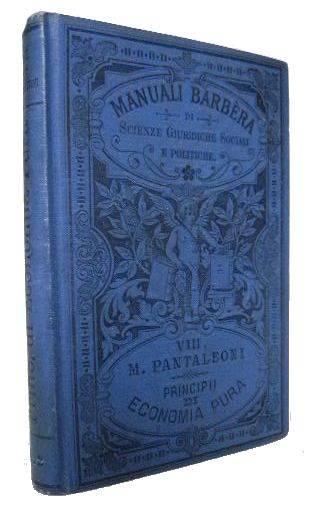 MANUALI BARBÈRA
DI
SCIENZE GIURIDICHE SOCIALI
E POLITICHE.
VIII.
M. PANTALEONI
PRINCIPII
DI
ECONOMIA PURA